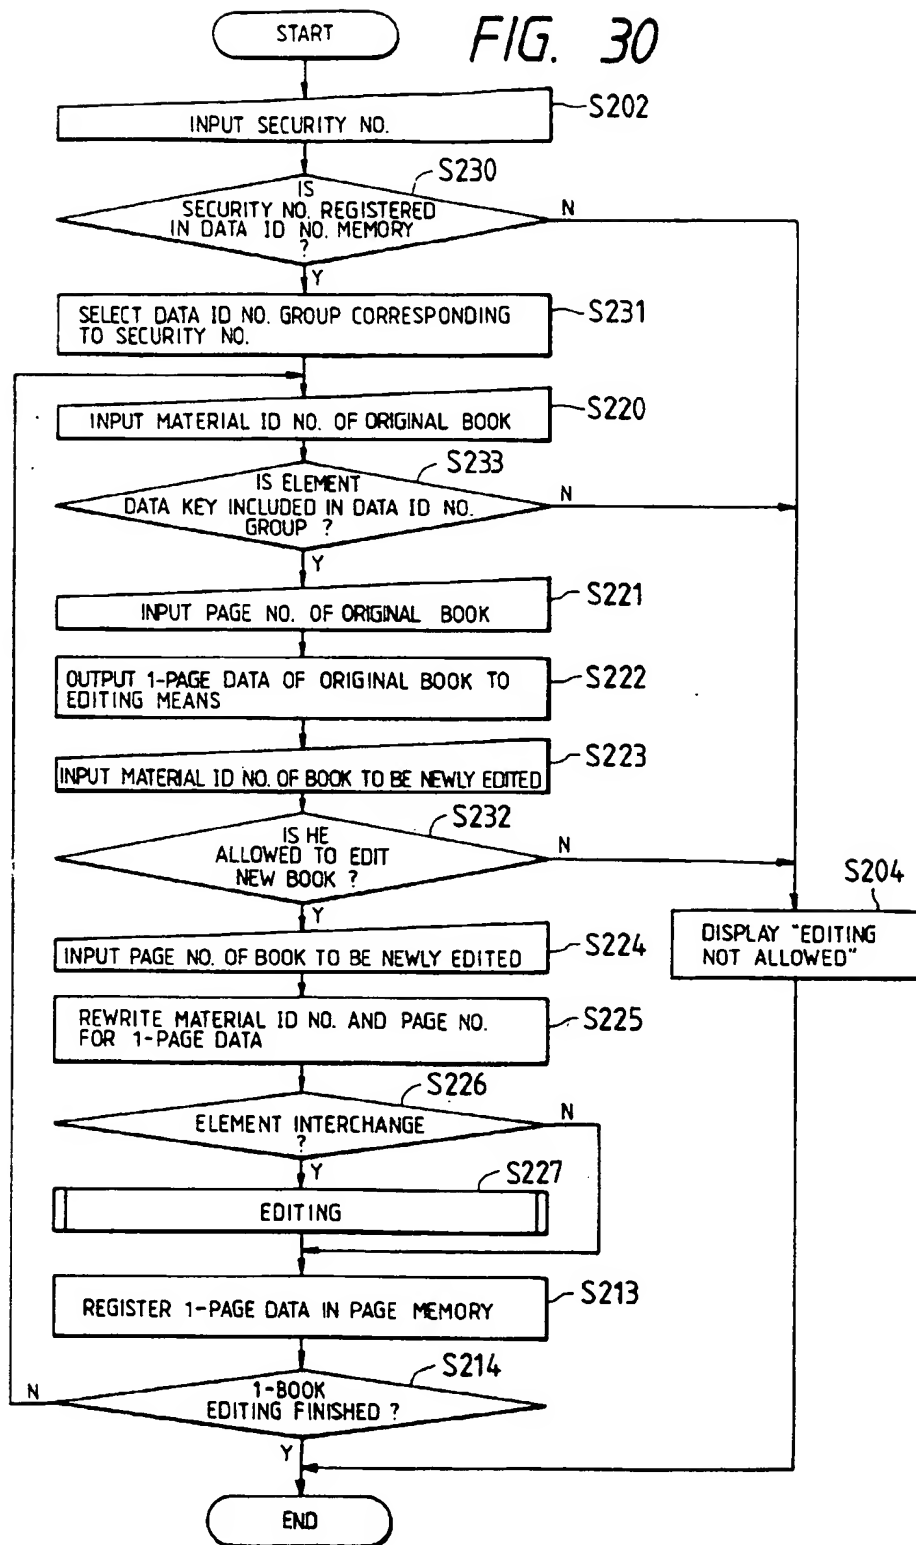 START
FIG. 30
INPUT SECURITY NO.
S202
S230
IS
SECURITY NO. REGISTERED
IN DATA ID NO. MEMORY
?
N
Y
SELECT DATA ID NO. GROUP CORRESPONDING
TO SECURITY NO.
S231
INPUT MATERIAL ID NO. OF ORIGINAL BOOK
S220
S233
IS ELEMENT
DATA KEY INCLUDED IN DATA ID NO.
GROUP ?
N
Y
INPUT PAGE NO. OF ORIGINAL BOOK
S221
OUTPUT 1-PAGE DATA OF ORIGINAL BOOK TO
EDITING MEANS
S222
INPUT MATERIAL ID NO. OF BOOK TO BE NEWLY EDITED
S223
S232
IS HE
ALLOWED TO EDIT
NEW BOOK ?
N
Y
S204
DISPLAY "EDITING
NOT ALLOWED"
INPUT PAGE NO. OF BOOK TO BE NEWLY EDITED
S224
REWRITE MATERIAL ID NO. AND PAGE NO.
FOR 1-PAGE DATA
S225
S226
ELEMENT INTERCHANGE
?
N
Y
S227
EDITING
REGISTER 1-PAGE DATA IN PAGE MEMORY
S213
S214
1-BOOK
EDITING FINISHED ?
N
Y
END